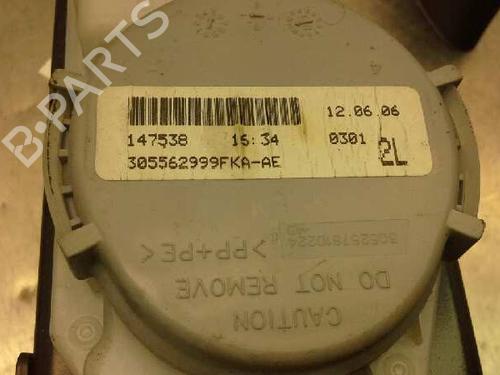 B-PARTS
12.06.06
147538 16:34 0301 2L
305562999FKA-AE
>PP+PE<
DO NOT REMOVE
CAUTION